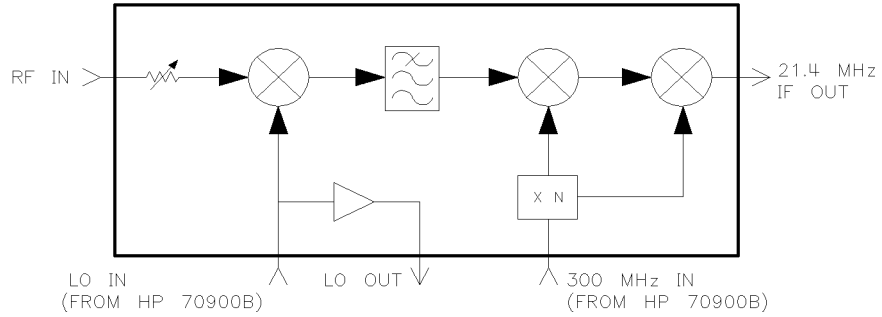 RF IN
21.4 MHz
IF OUT
X N
LO IN
(FROM HP 70900B)
LO OUT
300 MHz IN
(FROM HP 70900B)